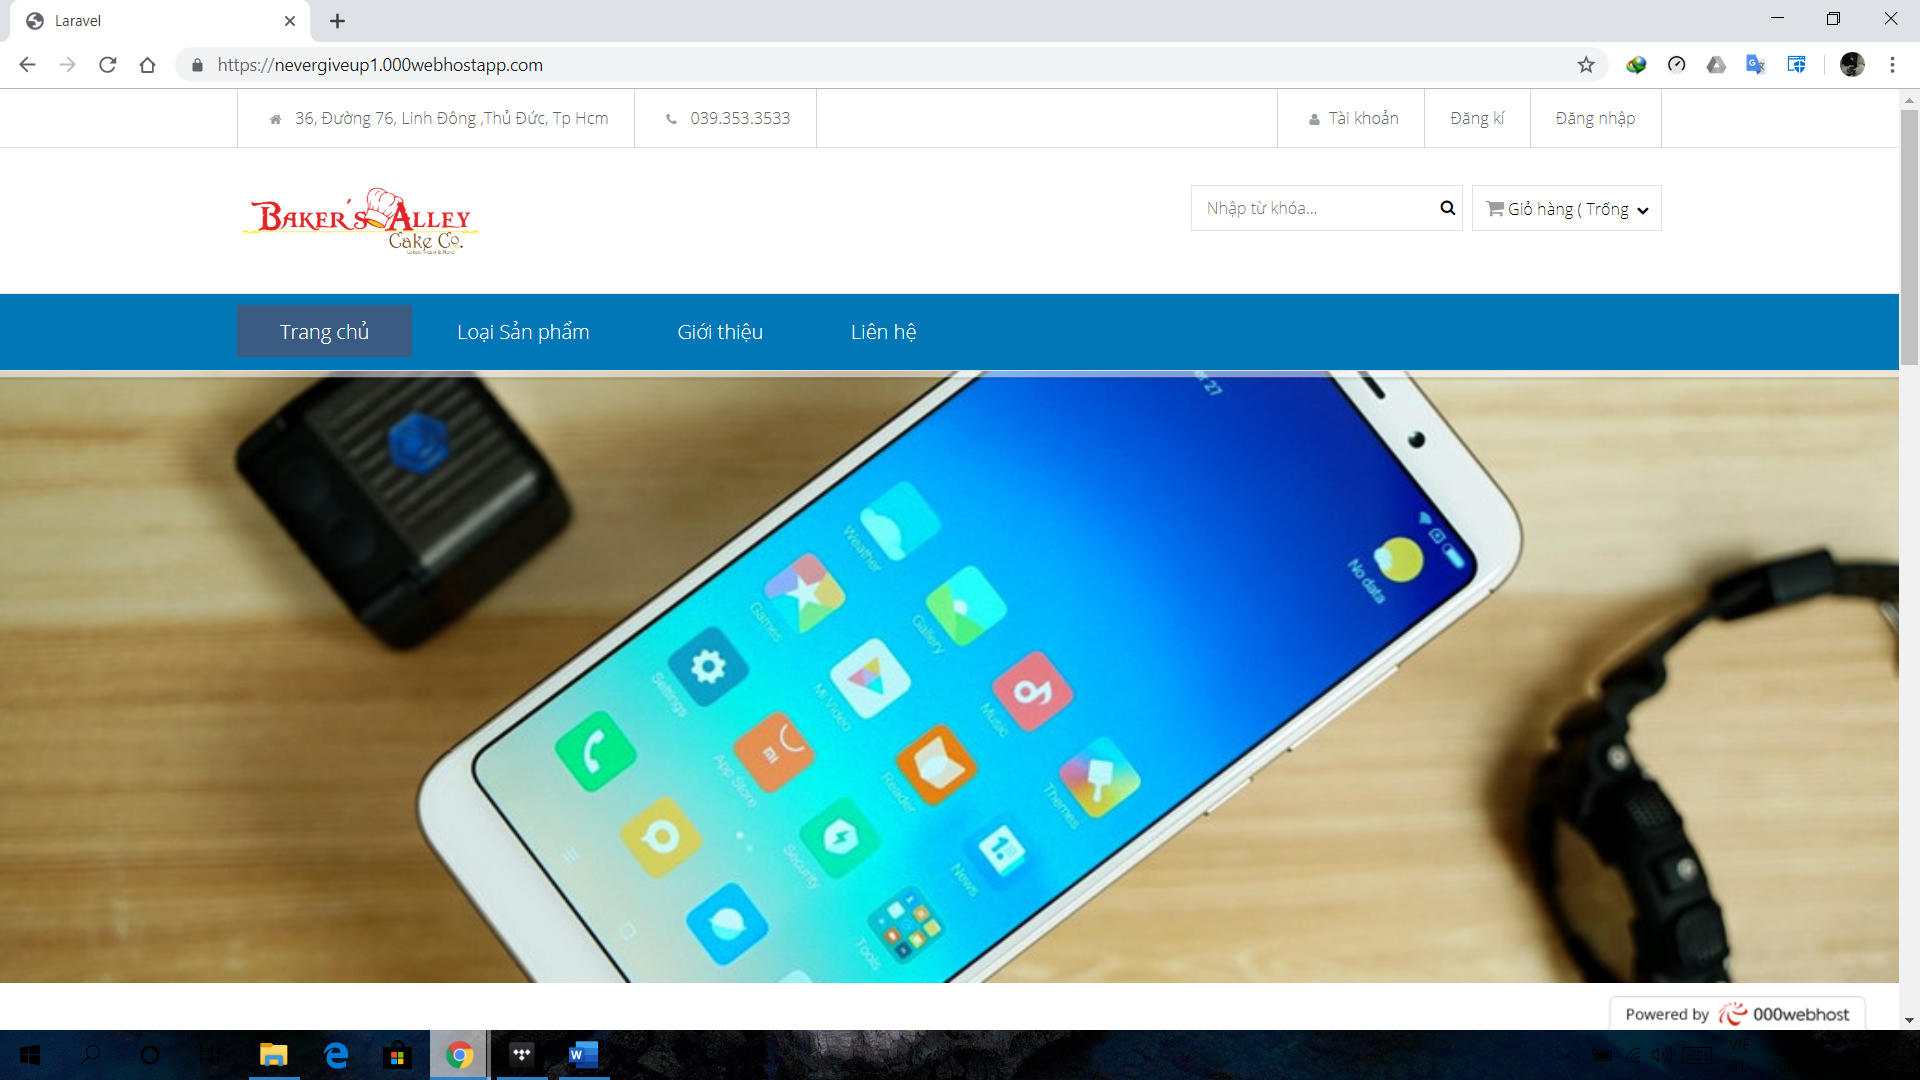 Laravel
https://nevergiveup1.000webhostapp.com
36, Đường 76, Linh Đông ,Thủ Đức, Tp Hcm
039.353.3533
Tài khoản
Đăng kí
Đăng nhập
BAKER'S ALLEY
Cake Co.
Nhập từ khóa...
Giỏ hàng ( Trống
Trang chủ
Loại Sản phẩm
Giới thiệu
Liên hệ
27
No data
Weather
Games
Gallery
Settings
Mi Video
Music
App Store
Reader
Themes
Security
News
Tools
Powered by 000webhost
VIE